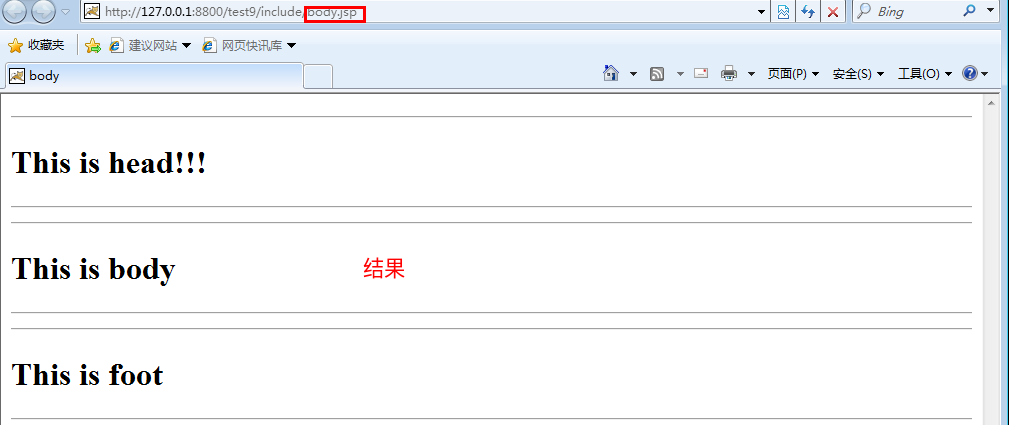 http://127.0.0.1:8800/test9/include/body.jsp
Bing
收藏夹
建议网站
网页快讯库
body
页面(P)
安全(S)
工具(O)
This is head!!!
This is body
结果
This is foot